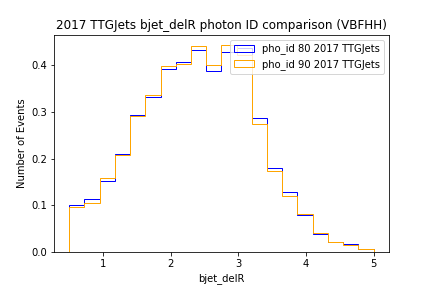 2017 TTGJets bjet_delR photon ID comparison (VBFHH)
pho_id 80 2017 TTGJets
pho_id 90 2017 TTGJets
Number of Events
0.4
0.3
0.2
0.1
0.0
1 2 3 4 5
bjet_delR